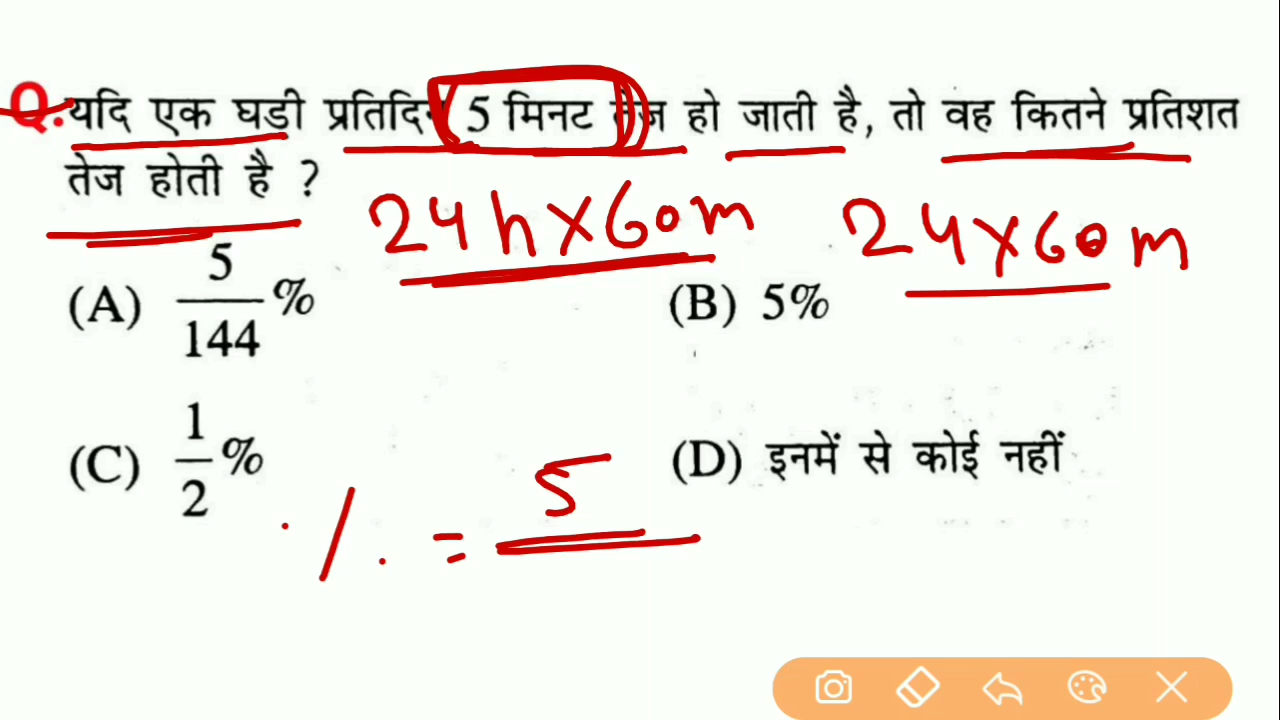 Q. यदि एक घडी प्रतिदिन 5 मिनट तेज हो जाती है, तो वह कितने प्रतिशत
तेज होती है ?
24h×60m 24×60m
(A) 5/144 % (B) 5%
(C) 1/2 % (D) इनमें से कोई नहीं
% = 5